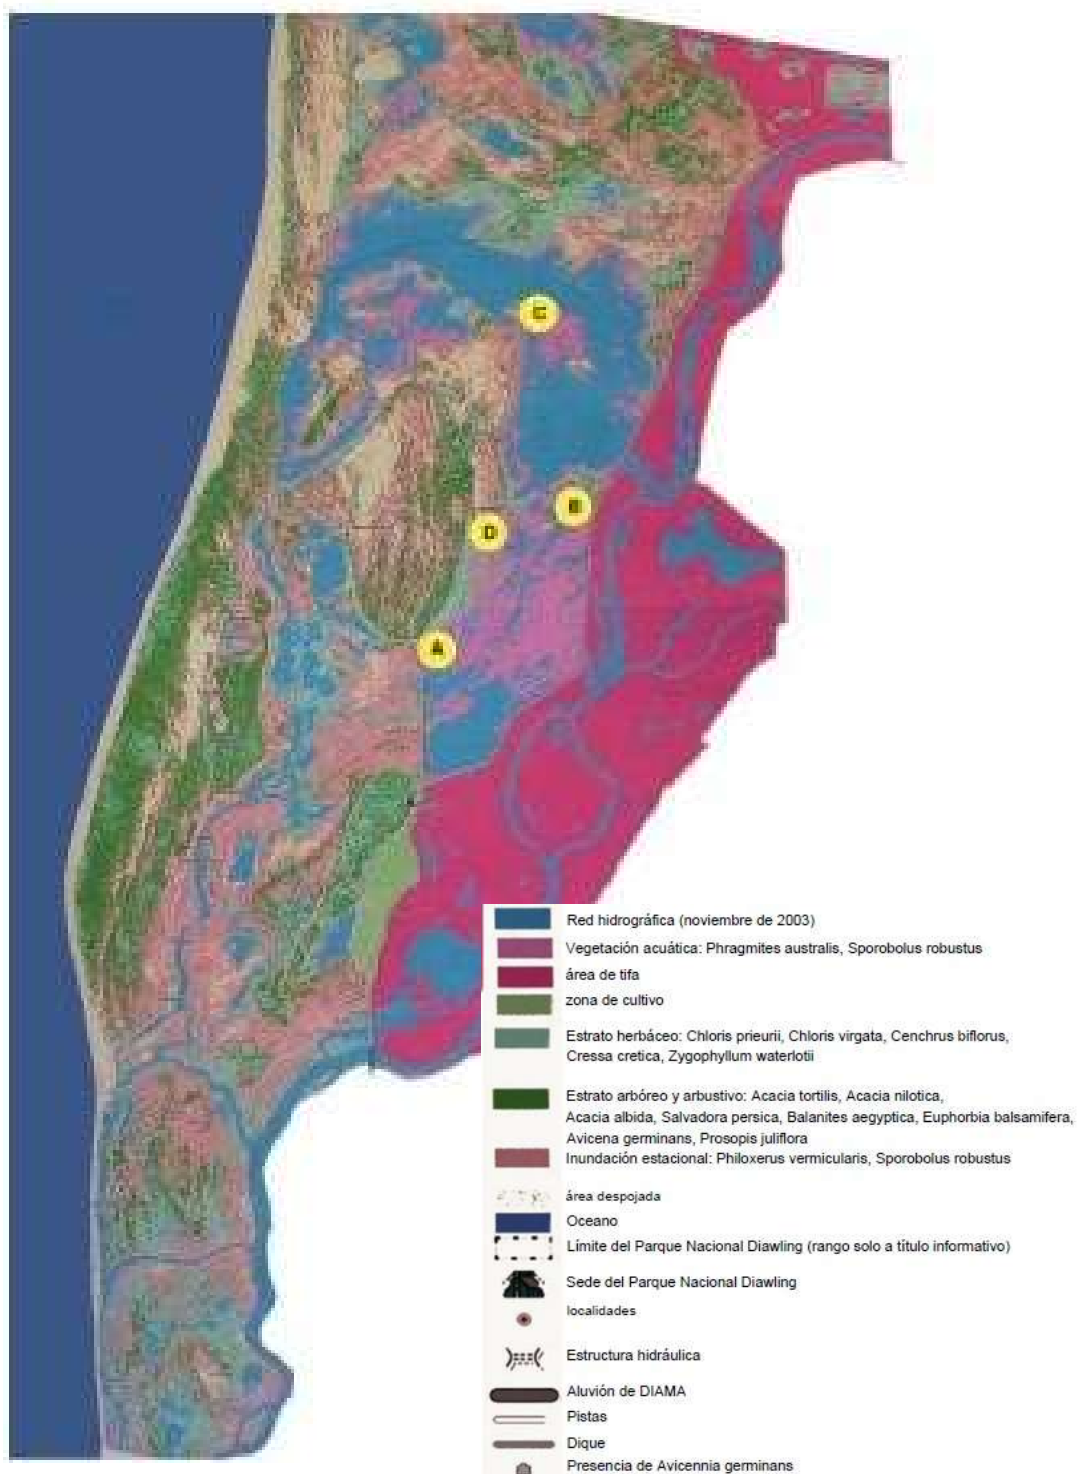 C
B
D
A
Red hidrográfica (noviembre de 2003)
Vegetación acuática: Phragmites australis, Sporobolus robustus
área de tifa
zona de cultivo
Estrato herbáceo: Chloris prieurii, Chloris virgata, Cenchrus biflorus,
Cressa cretica, Zygophyllum waterlotii
Estrato arbóreo y arbustivo: Acacia tortilis, Acacia nilotica,
Acacia albida, Salvadora persica, Balanites aegyptica, Euphorbia balsamifera,
Avicena germinans, Prosopis juliflora
Inundación estacional: Philoxerus vermicularis, Sporobolus robustus
área despojada
Oceano
Límite del Parque Nacional Diawling (rango solo a título informativo)
Sede del Parque Nacional Diawling
localidades
Estructura hidráulica
Aluvión de DIAMA
Pistas
Dique
Presencia de Avicennia germinans